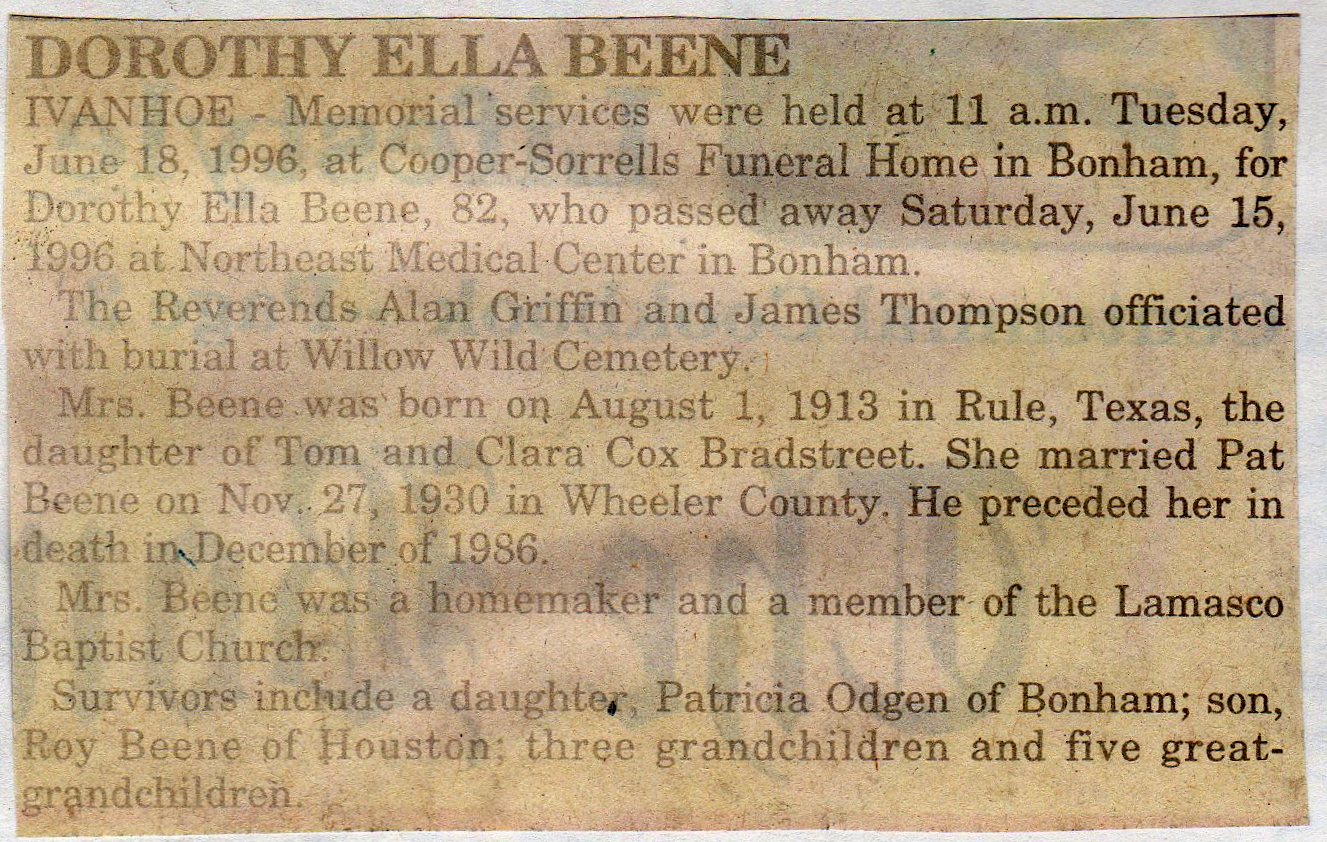 DOROTHY ELLA BEENE
IVANHOE - Memorial services were held at 11 a.m. Tuesday,
June 18, 1996, at Cooper-Sorrells Funeral Home in Bonham, for
Dorothy Ella Beene, 82, who passed away Saturday, June 15,
1996 at Northeast Medical Center in Bonham.
The Reverends Alan Griffin and James Thompson officiated
with burial at Willow Wild Cemetery.
Mrs. Beene was born on August 1, 1913 in Rule, Texas, the
daughter of Tom and Clara Cox Bradstreet. She married Pat
Beene on Nov. 27, 1930 in Wheeler County. He preceded her in
death in December of 1986.
Mrs. Beene was a homemaker and a member of the Lamasco
Baptist Church.
Survivors include a daughter, Patricia Odgen of Bonham; son,
Roy Beene of Houston; three grandchildren and five great-
grandchildren.